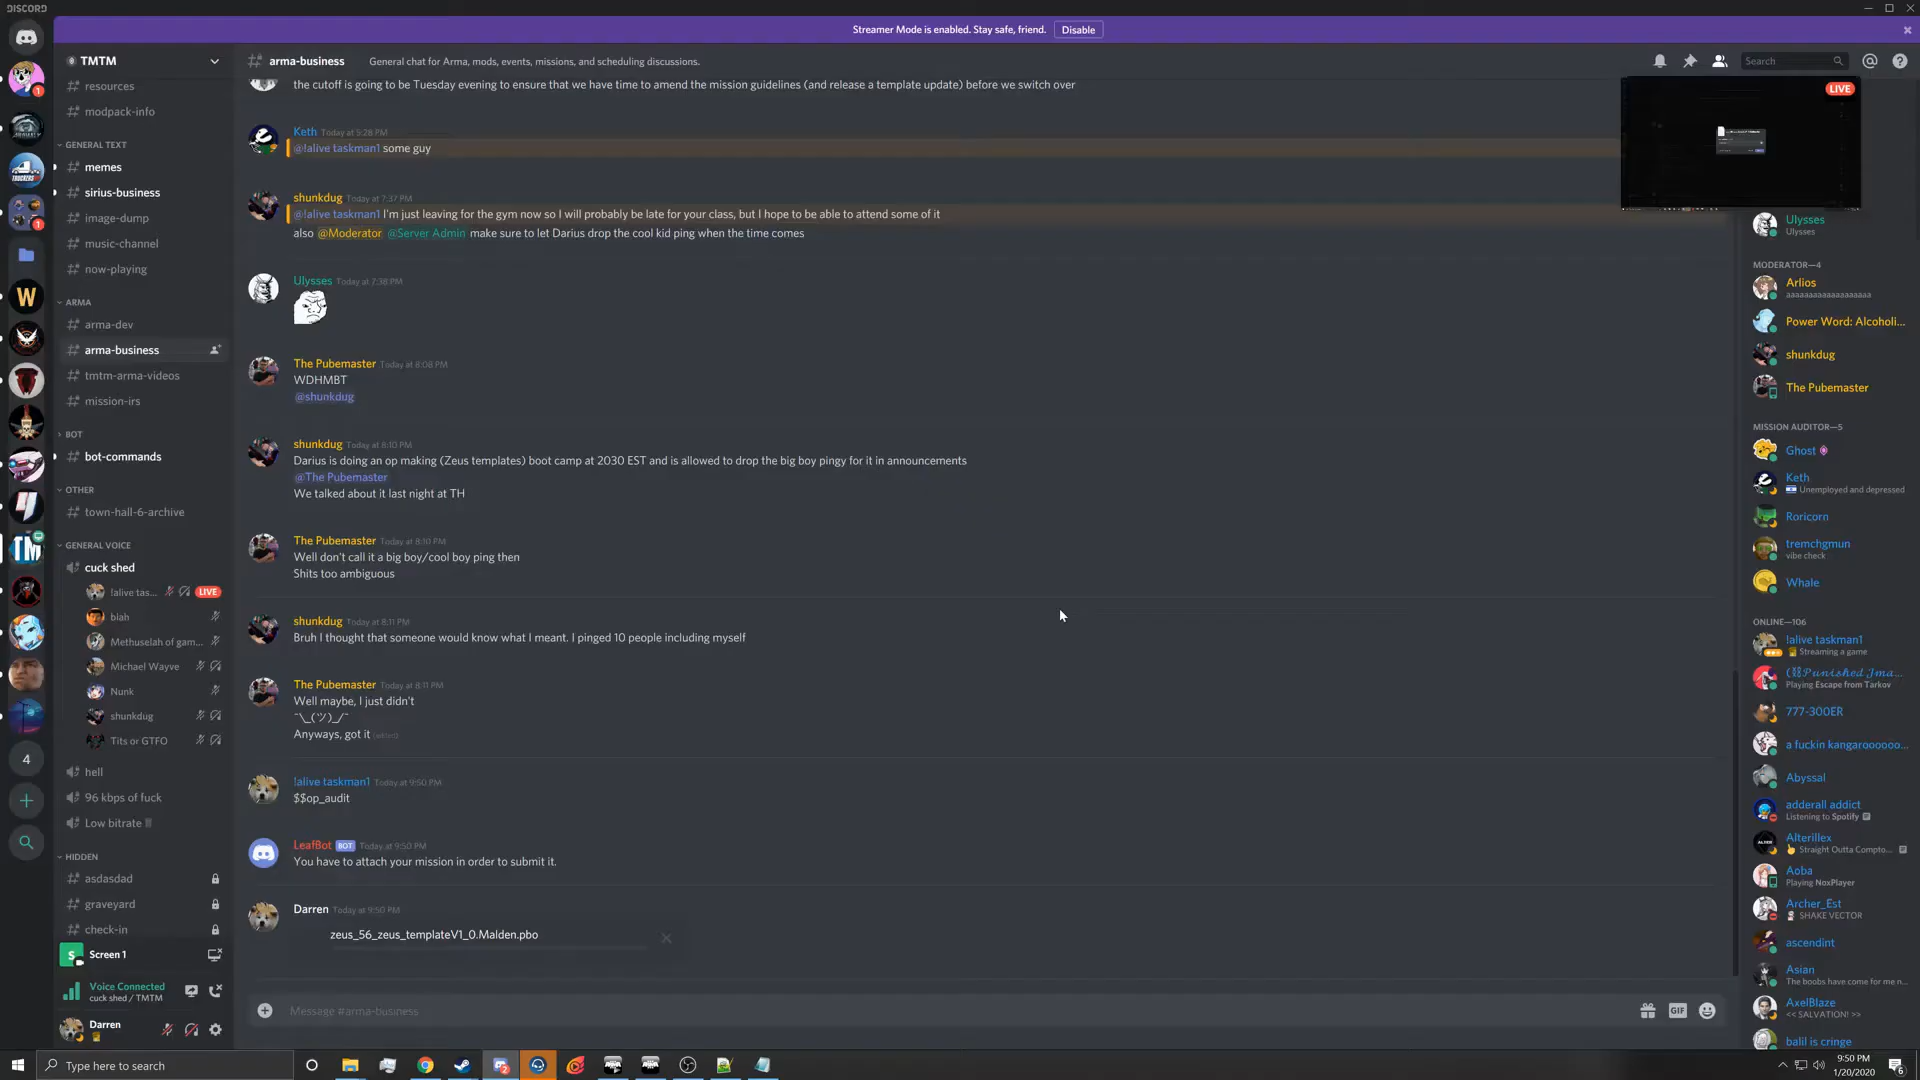 DISCORD
Streamer Mode is enabled. Stay safe, friend. Disable
TMTM
resources
modpack-info
GENERAL TEXT
memes
sirius-business
image-dump
music-channel
now-playing
ARMA
arma-dev
arma-business
tmtm-arma-videos
mission-irs
BOT
bot-commands
OTHER
town-hall-6-archive
GENERAL VOICE
cuck shed
!alive tas... LIVE
blah
Methuselah of gam...
Michael Wayve
Nunk
shunkdug
Tits or GTFO
hell
96 kbps of fuck
Low bitrate
HIDDEN
asdasdad
graveyard
check-in
Screen 1
Voice Connected
cuck shed / TMTM
Darren
arma-business General chat for Arma, mods, events, missions, and scheduling discussions.
Search
the cutoff is going to be Tuesday evening to ensure that we have time to amend the mission guidelines (and release a template update) before we switch over
Keth Today at 5:28 PM
@!alive taskman1 some guy
shunkdug Today at 7:37 PM
@!alive taskman1 I'm just leaving for the gym now so I will probably be late for your class, but I hope to be able to attend some of it
also @Moderator @Server Admin make sure to let Darius drop the cool kid ping when the time comes
Ulysses Today at 7:38 PM
The Pubemaster Today at 8:08 PM
WDHMBT
@shunkdug
shunkdug Today at 8:10 PM
Darius is doing an op making (Zeus templates) boot camp at 2030 EST and is allowed to drop the big boy pingy for it in announcements
@The Pubemaster
We talked about it last night at TH
The Pubemaster Today at 8:10 PM
Well don't call it a big boy/cool boy ping then
Shits too ambiguous
shunkdug Today at 8:11 PM
Bruh I thought that someone would know what I meant. I pinged 10 people including myself
The Pubemaster Today at 8:11 PM
Well maybe, I just didn't
¯\_(ツ)_/¯
Anyways, got it (edited)
!alive taskman1 Today at 9:50 PM
$$op_audit
LeafBot BOT Today at 9:50 PM
You have to attach your mission in order to submit it.
Darren Today at 9:50 PM
zeus_56_zeus_templateV1_0.Malden.pbo
Message #arma-business
GIF
LIVE
Ulysses
Ulysses
MODERATOR—4
Arlios
aaaaaaaaaaaaaaaaaaa
Power Word: Alcoholi...
shunkdug
The Pubemaster
MISSION AUDITOR—5
Ghost
Keth
Unemployed and depressed
Roricorn
tremchgmun
vibe check
Whale
ONLINE—106
!alive taskman1
Streaming a game
Playing Escape from Tarkov
777-300ER
a fuckin kangaroooooo...
Abyssal
adderall addict
Listening to Spotify
Alterillex
Straight Outta Compto...
Aoba
Playing NoxPlayer
Archer_Est
SHAKE VECTOR
ascendint
Asian
The boobs have come for me n...
AxelBlaze
<< SALVATION! >>
balil is cringe
W
TM
4
1
1
Type here to search
9:50 PM
1/20/2020